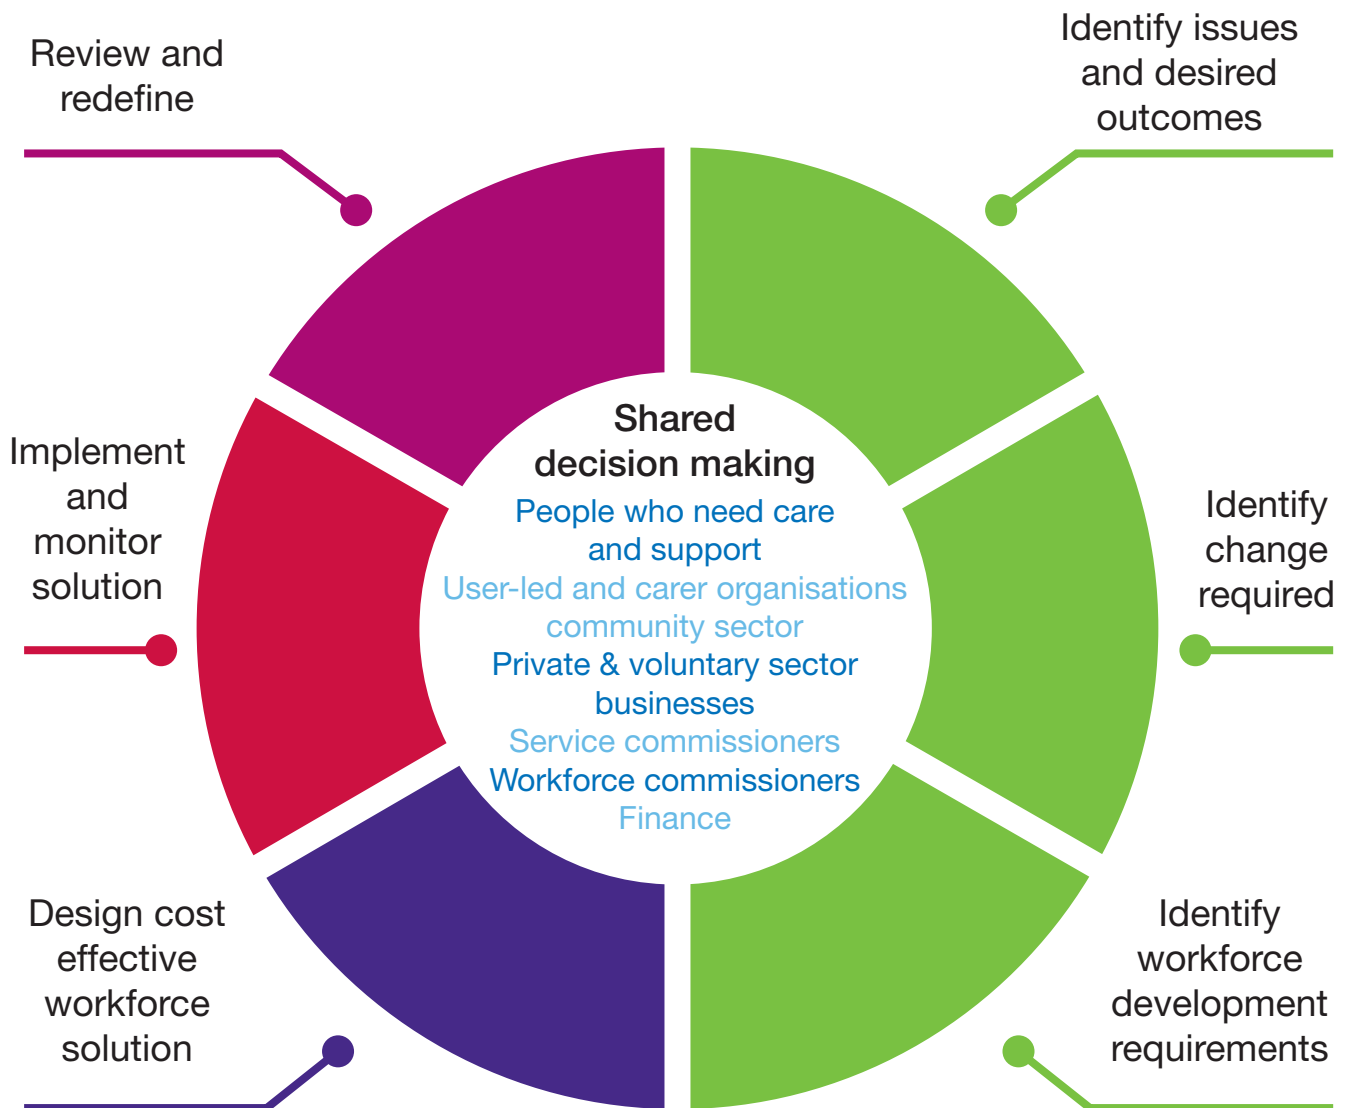 Review and
redefine
Identify issues
and desired
outcomes
Shared
decision making
People who need care
and support
User-led and carer organisations
community sector
Private & voluntary sector
businesses
Service commissioners
Workforce commissioners
Finance
Implement
and
monitor
solution
Identify
change
required
Design cost
effective
workforce
solution
Identify
workforce
development
requirements